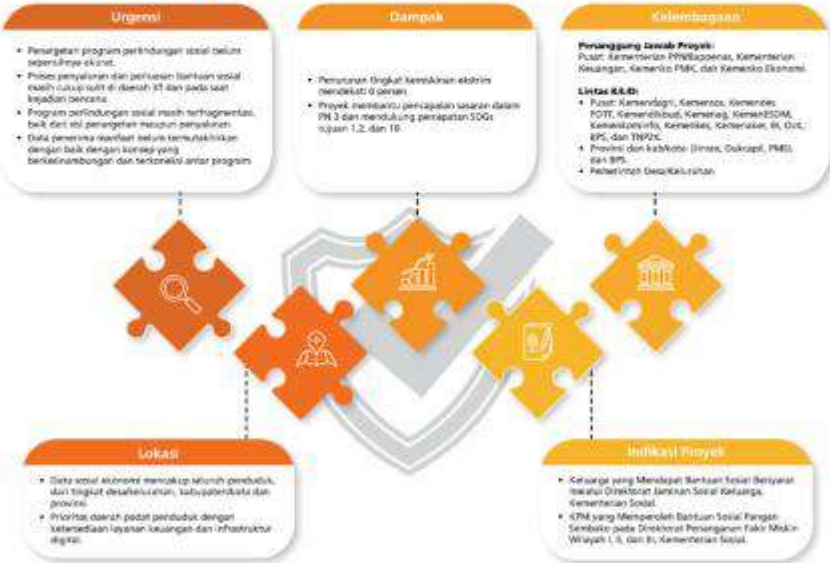 Urgensi
• Penargetan program perlindungan sosial belum
sepenuhnya akurat.
• Proses penyaluran dan perluasan bantuan sosial
masih cukup sulit di daerah 3T dan pada saat
kejadian bencana.
• Program perlindungan sosial masih terfragmentasi,
baik dari sisi penargetan maupun penyaluran.
• Data penerima manfaat belum termutakhirkan
dengan baik dengan konsep yang
berkesinambungan dan terkoneksi antar program
Dampak
• Penurunan tingkat kemiskinan ekstrim
mendekati 0 persen.
• Proyek membantu pencapaian sasaran dalam
PN 3 dan mendukung percepatan SDGs
tujuan 1,2, dan 10.
Kelembagaan
Penanggung Jawab Proyek:
Pusat: Kementerian PPN/Bappenas, Kementerian
Keuangan, Kemenko PMK, dan Kemenko Ekonomi
Lintas K/L/D:
• Pusat: Kemendagri, Kemensos, Kemendes
PDTT, Kemendikbud, Kemenag, KemenESDM,
Kemenkominfo, Kemenkes, Kemenaker, BI, OJK,
BPS, dan TNP2K.
• Provinsi dan kab/kota: Dinsos, Dukcapil, PMD,
dan BPS.
• Pemerintah Desa/Kelurahan
Lokasi
• Data sosial ekonomi mencakup seluruh penduduk,
dari tingkat desa/kelurahan, kabupaten/kota dan
provinsi.
• Prioritas daerah padat penduduk dengan
ketersediaan layanan keuangan dan infrastruktur
digital.
Indikasi Proyek
• Keluarga yang Mendapat Bantuan Sosial Bersyarat
melalui Direktorat Jaminan Sosial Keluarga,
Kementerian Sosial.
• KPM yang Memperoleh Bantuan Sosial Pangan
Sembako pada Direktorat Penanganan Fakir Miskin
Wilayah I, II, dan III, Kementerian Sosial.